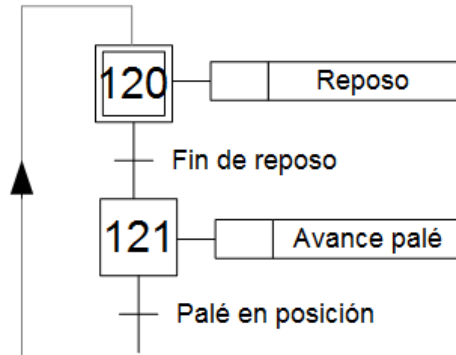 120
Reposo
Fin de reposo
121
Avance palé
Palé en posición